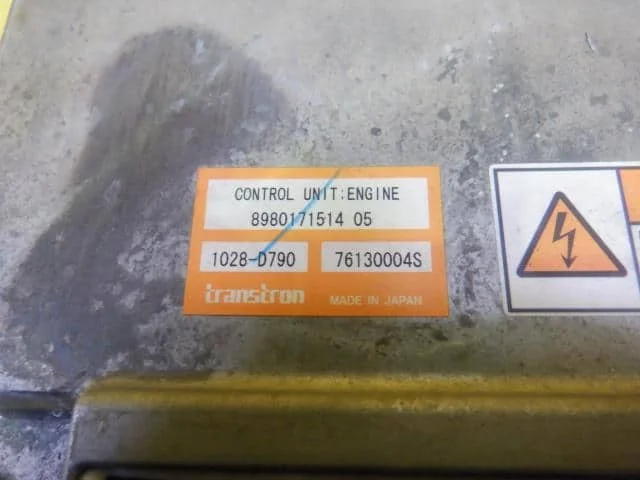 CONTROL UNIT:ENGINE
8980171514 05
1028-D790 76130004S
transtron MADE IN JAPAN